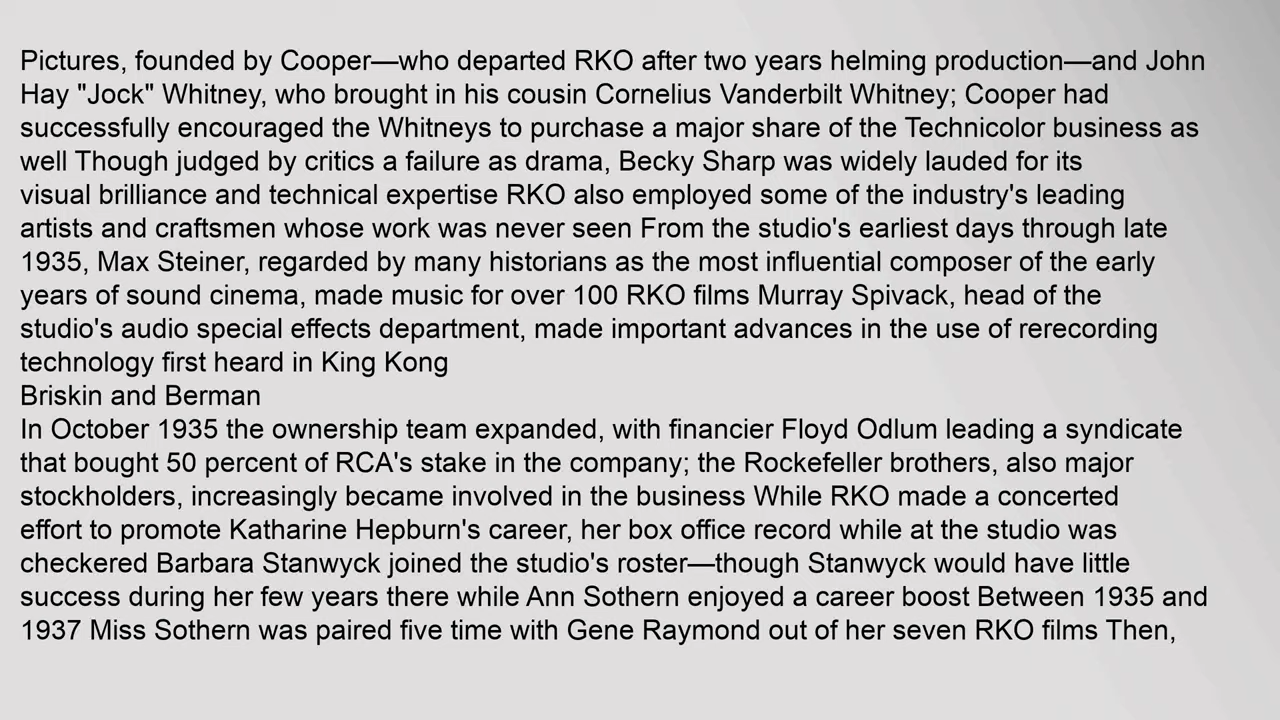 Pictures, founded by Cooper—who departed RKO after two years helming production—and John
Hay "Jock" Whitney, who brought in his cousin Cornelius Vanderbilt Whitney; Cooper had
successfully encouraged the Whitneys to purchase a major share of the Technicolor business as
well Though judged by critics a failure as drama, Becky Sharp was widely lauded for its
visual brilliance and technical expertise RKO also employed some of the industry's leading
artists and craftsmen whose work was never seen From the studio's earliest days through late
1935, Max Steiner, regarded by many historians as the most influential composer of the early
years of sound cinema, made music for over 100 RKO films Murray Spivack, head of the
studio's audio special effects department, made important advances in the use of rerecording
technology first heard in King Kong
Briskin and Berman
In October 1935 the ownership team expanded, with financier Floyd Odlum leading a syndicate
that bought 50 percent of RCA's stake in the company; the Rockefeller brothers, also major
stockholders, increasingly became involved in the business While RKO made a concerted
effort to promote Katharine Hepburn's career, her box office record while at the studio was
checkered Barbara Stanwyck joined the studio's roster—though Stanwyck would have little
success during her few years there while Ann Sothern enjoyed a career boost Between 1935 and
1937 Miss Sothern was paired five time with Gene Raymond out of her seven RKO films Then,